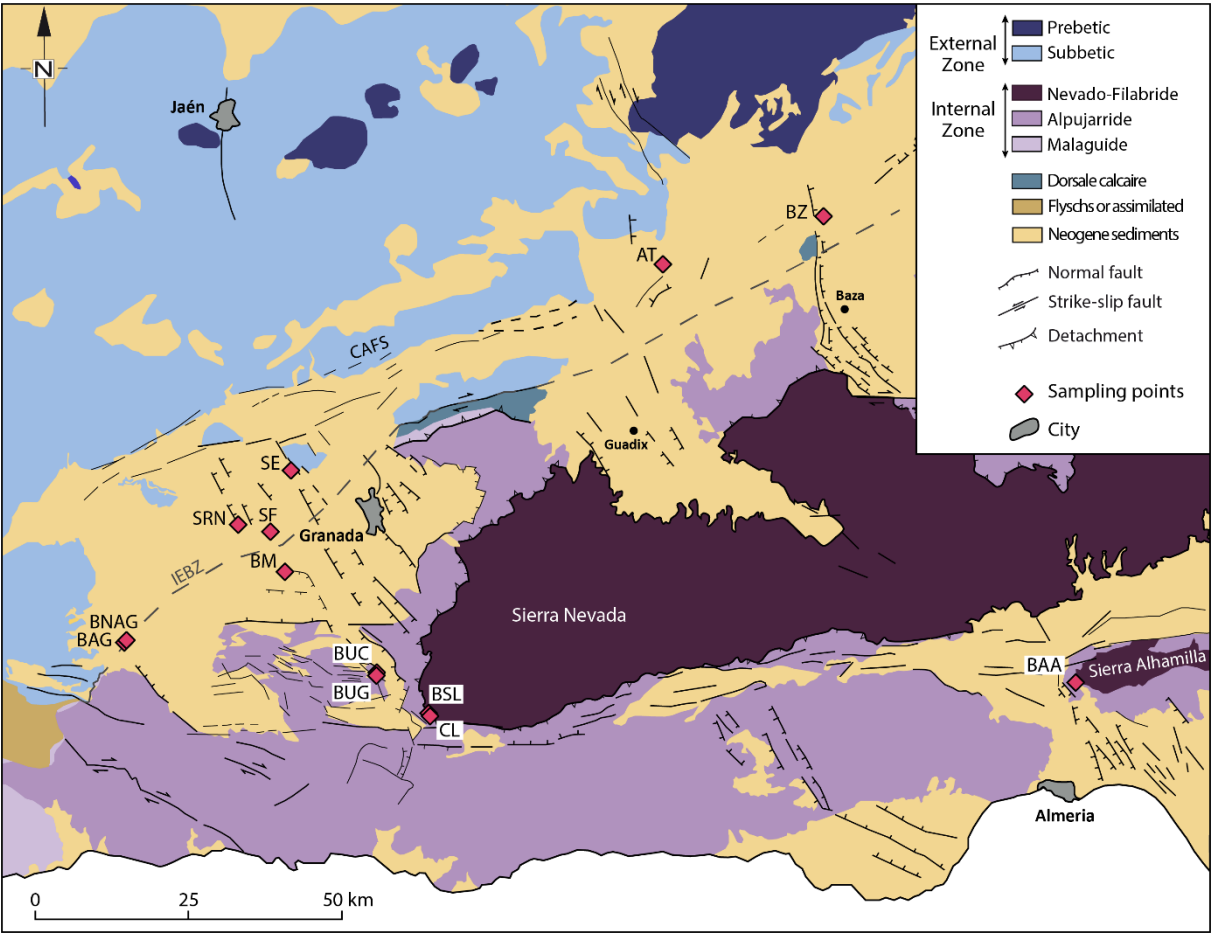 N
Jaén
BZ
AT
Baza
CAFS
Guadix
SE
SRN
SF
Granada
BM
IEBZ
BNAG
BAG
Sierra Nevada
BUC
BUG
BSL
CL
BAA
Sierra Alhamilla
Almeria
0 25 50 km
External
Zone
Prebetic
Subbetic
Internal
Zone
Nevado-Filabride
Alpujarride
Malaguide
Dorsale calcaire
Flyschs or assimilated
Neogene sediments
Normal fault
Strike-slip fault
Detachment
Sampling points
City